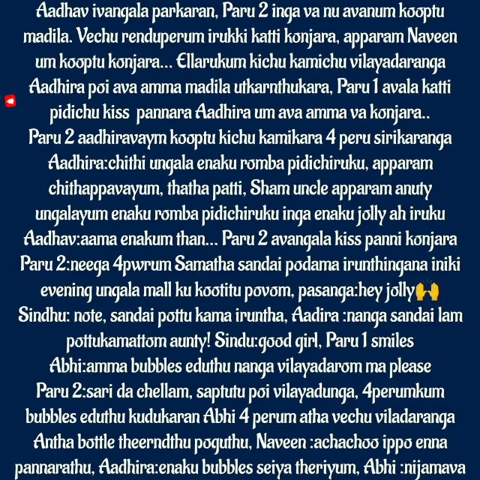 Aadhav ivangala parkaran, Paru 2 inga va nu avanum kooptu
madila. Vechu renduperum irukki katti konjara, apparam Naveen
um kooptu konjara... Ellarukum kichu kamichu vilayadaranga
Aadhira poi ava amma madila utkarnthukara, Paru 1 avala katti
pidichu kiss pannara Aadhira um ava amma va konjara..
Paru 2 aadhiravaym kooptu kichu kamikara 4 peru sirikaranga
Aadhira:chithi ungala enaku romba pidichiruku, apparam
chithappavayum, thatha patti, Sham uncle apparam anuty
ungalayum enaku romba pidichiruku inga enaku jolly ah iruku
Aadhav:aama enakum than... Paru 2 avangala kiss panni konjara
Paru 2:neega 4pwrum Samatha sandai podama irunthingana iniki
evening ungala mall ku kootitu povom, pasanga:hey jolly🙌
Sindhu: note, sandai pottu kama iruntha, Aadira :nanga sandai lam
pottukamattom aunty! Sindu:good girl, Paru 1 smiles
Abhi:amma bubbles eduthu nanga vilayadarom ma please
Paru 2:sari da chellam, saptutu poi vilayadunga, 4perumkum
bubbles eduthu kudukaran Abhi 4 perum atha vechu viladaranga
Antha bottle theerndthu poguthu, Naveen :achachoo ippo enna
pannarathu, Aadhira:enaku bubbles seiya theriyum, Abhi :nijamava